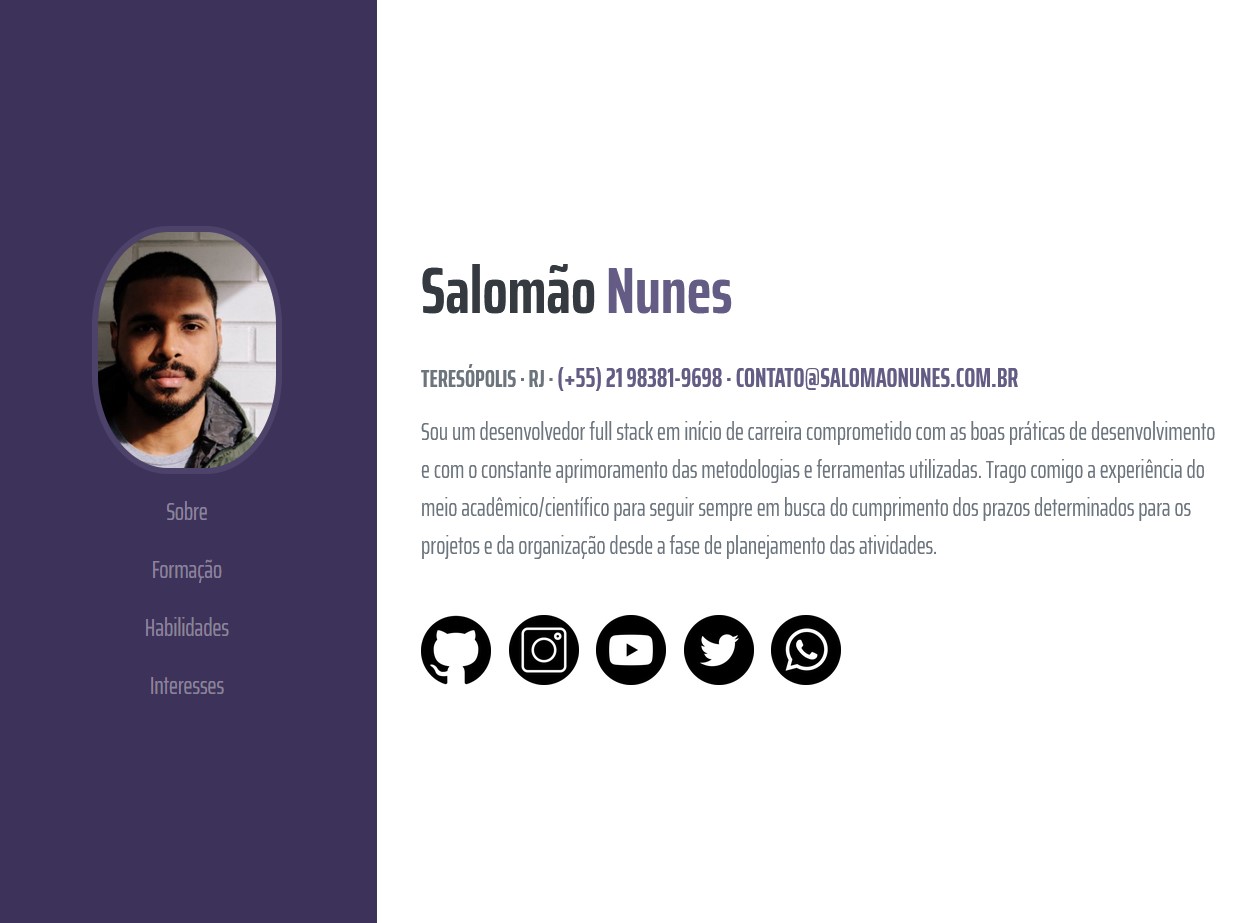 Sobre
Formação
Habilidades
Interesses
Salomão Nunes
TERESÓPOLIS · RJ · (+55) 21 98381-9698 · CONTATO@SALOMAONUNES.COM.BR
Sou um desenvolvedor full stack em início de carreira comprometido com as boas práticas de desenvolvimento
e com o constante aprimoramento das metodologias e ferramentas utilizadas. Trago comigo a experiência do
meio acadêmico/científico para seguir sempre em busca do cumprimento dos prazos determinados para os
projetos e da organização desde a fase de planejamento das atividades.